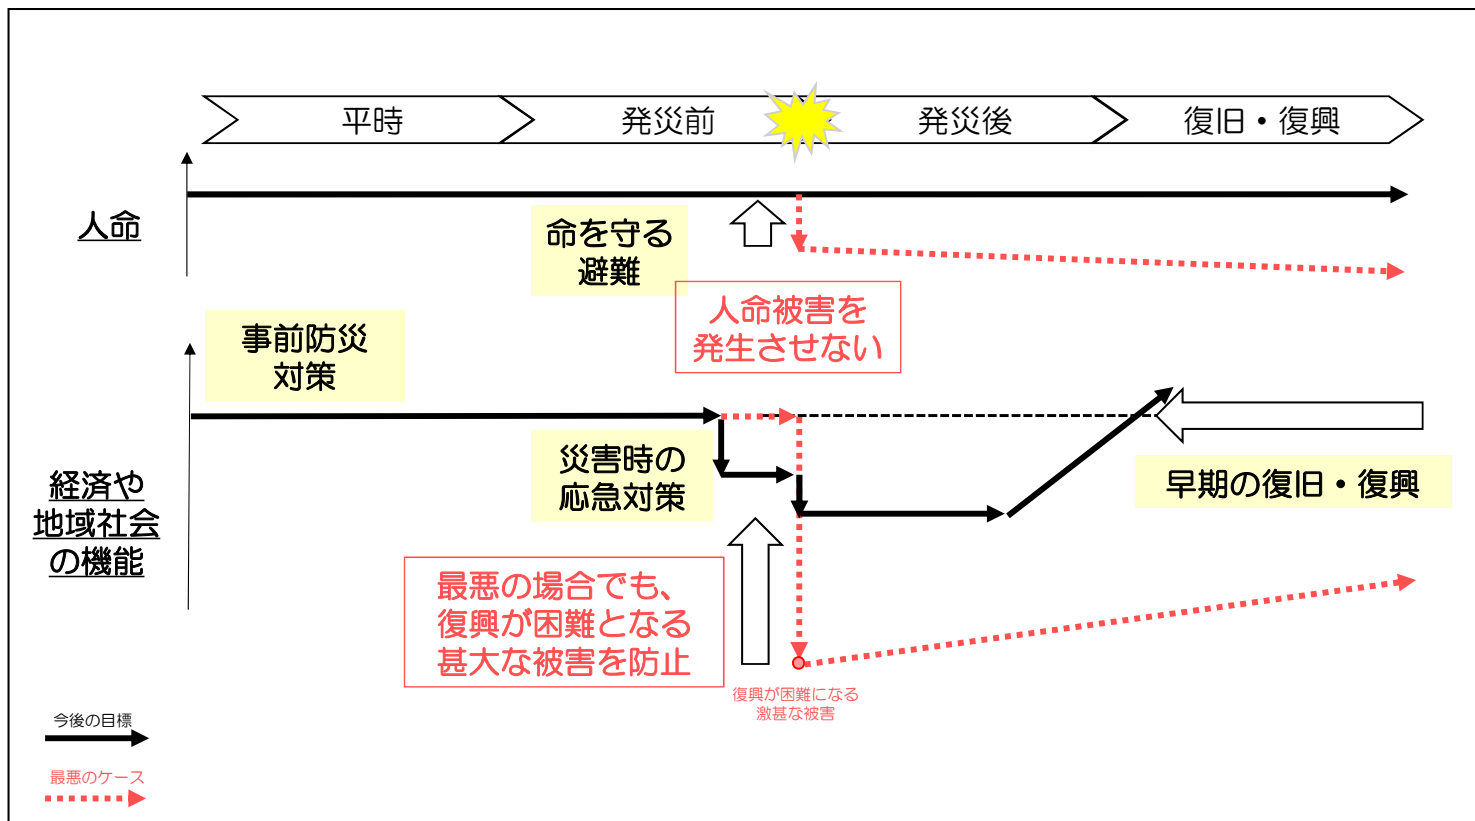 平時
発災前
発災後
復旧・復興
人命
命を守る
避難
人命被害を
発生させない
事前防災
対策
経済や
地域社会
の機能
災害時の
応急対策
早期の復旧・復興
最悪の場合でも、
復興が困難となる
甚大な被害を防止
復興が困難になる
激甚な被害
今後の目標
最悪のケース